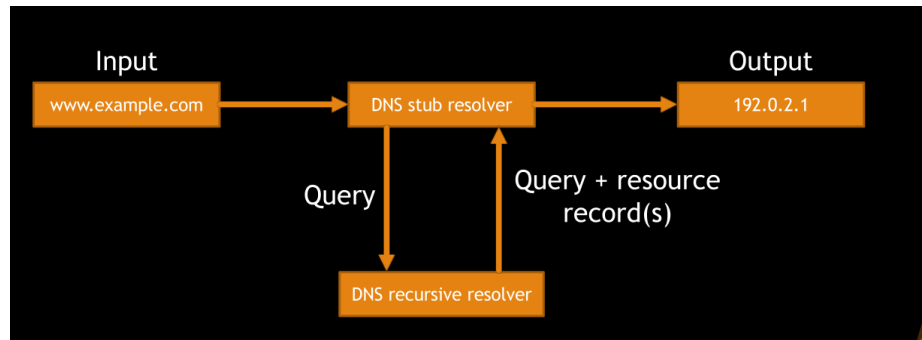 Input
Output
www.example.com
DNS stub resolver
192.0.2.1
Query
Query + resource
record(s)
DNS recursive resolver